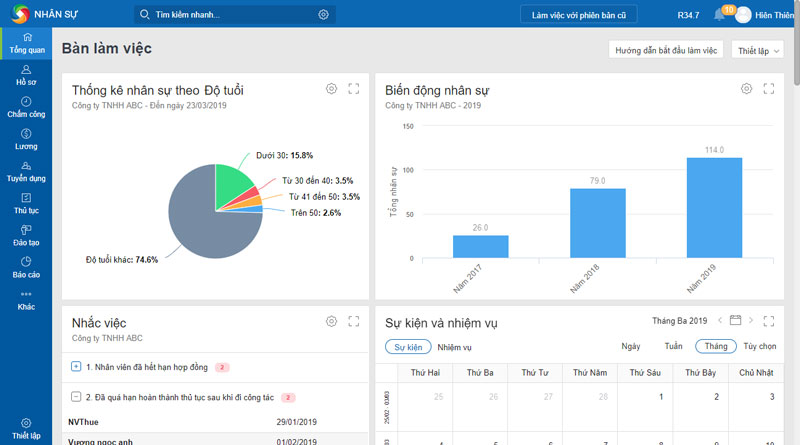 NHÂN SỰ
Tìm kiếm nhanh...
Làm việc với phiên bản cũ
R34.7
10
Hiên Thiên
Tổng quan
Hồ sơ
Chấm công
Lương
Tuyển dụng
Thủ tục
Đào tạo
Báo cáo
Khác
Thiết lập
Bàn làm việc
Hướng dẫn bắt đầu làm việc
Thiết lập
Thống kê nhân sự theo Độ tuổi
Công ty TNHH ABC - Đến ngày 23/03/2019
Dưới 30: 15.8%
Từ 30 đến 40: 3.5%
Từ 41 đến 50: 3.5%
Trên 50: 2.6%
Độ tuổi khác: 74.6%
Biến động nhân sự
Công ty TNHH ABC - 2019
Tổng nhân sự
150
100
50
0
26.0
79.0
114.0
Năm 2017
Năm 2018
Năm 2019
Nhắc việc
Công ty TNHH ABC
1. Nhân viên đã hết hạn hợp đồng 2
2. Đã quá hạn hoàn thành thủ tục sau khi đi công tác 2
NVThue 29/01/2019
Vương ngọc anh 01/02/2019
Sự kiện và nhiệm vụ
Tháng Ba 2019
Sự kiện
Nhiệm vụ
Ngày
Tuần
Tháng
Tùy chọn
Thứ Hai Thứ Ba Thứ Tư Thứ Năm Thứ Sáu Thứ Bảy Chủ Nhật
25/02 - 03/03
25 26 27 28 1 2 3
4 5 6 7 8 9 10